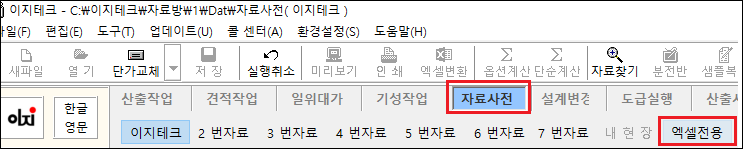 이지테크 - C:\이지테크\자료방\1\Dat\자료사전( 이지테크 )
파일(F) 편집(E) 도구(T) 업데이트(U) 콜 센터(A) 환경설정(S) 도움말(H)
새파일 열 기 단가교체 저 장 실행취소 미리보기 인 쇄 엑셀변환 옵션계산 단순계산 자료찾기 분전반 샘플복
이지 한글 산출작업 견적작업 일위대가 기성작업 자료사전 설계변경 도급실행 산출서
영문 이지테크 2 번자료 3 번자료 4 번자료 5 번자료 6 번자료 7 번자료 내 현 장 엑셀전용